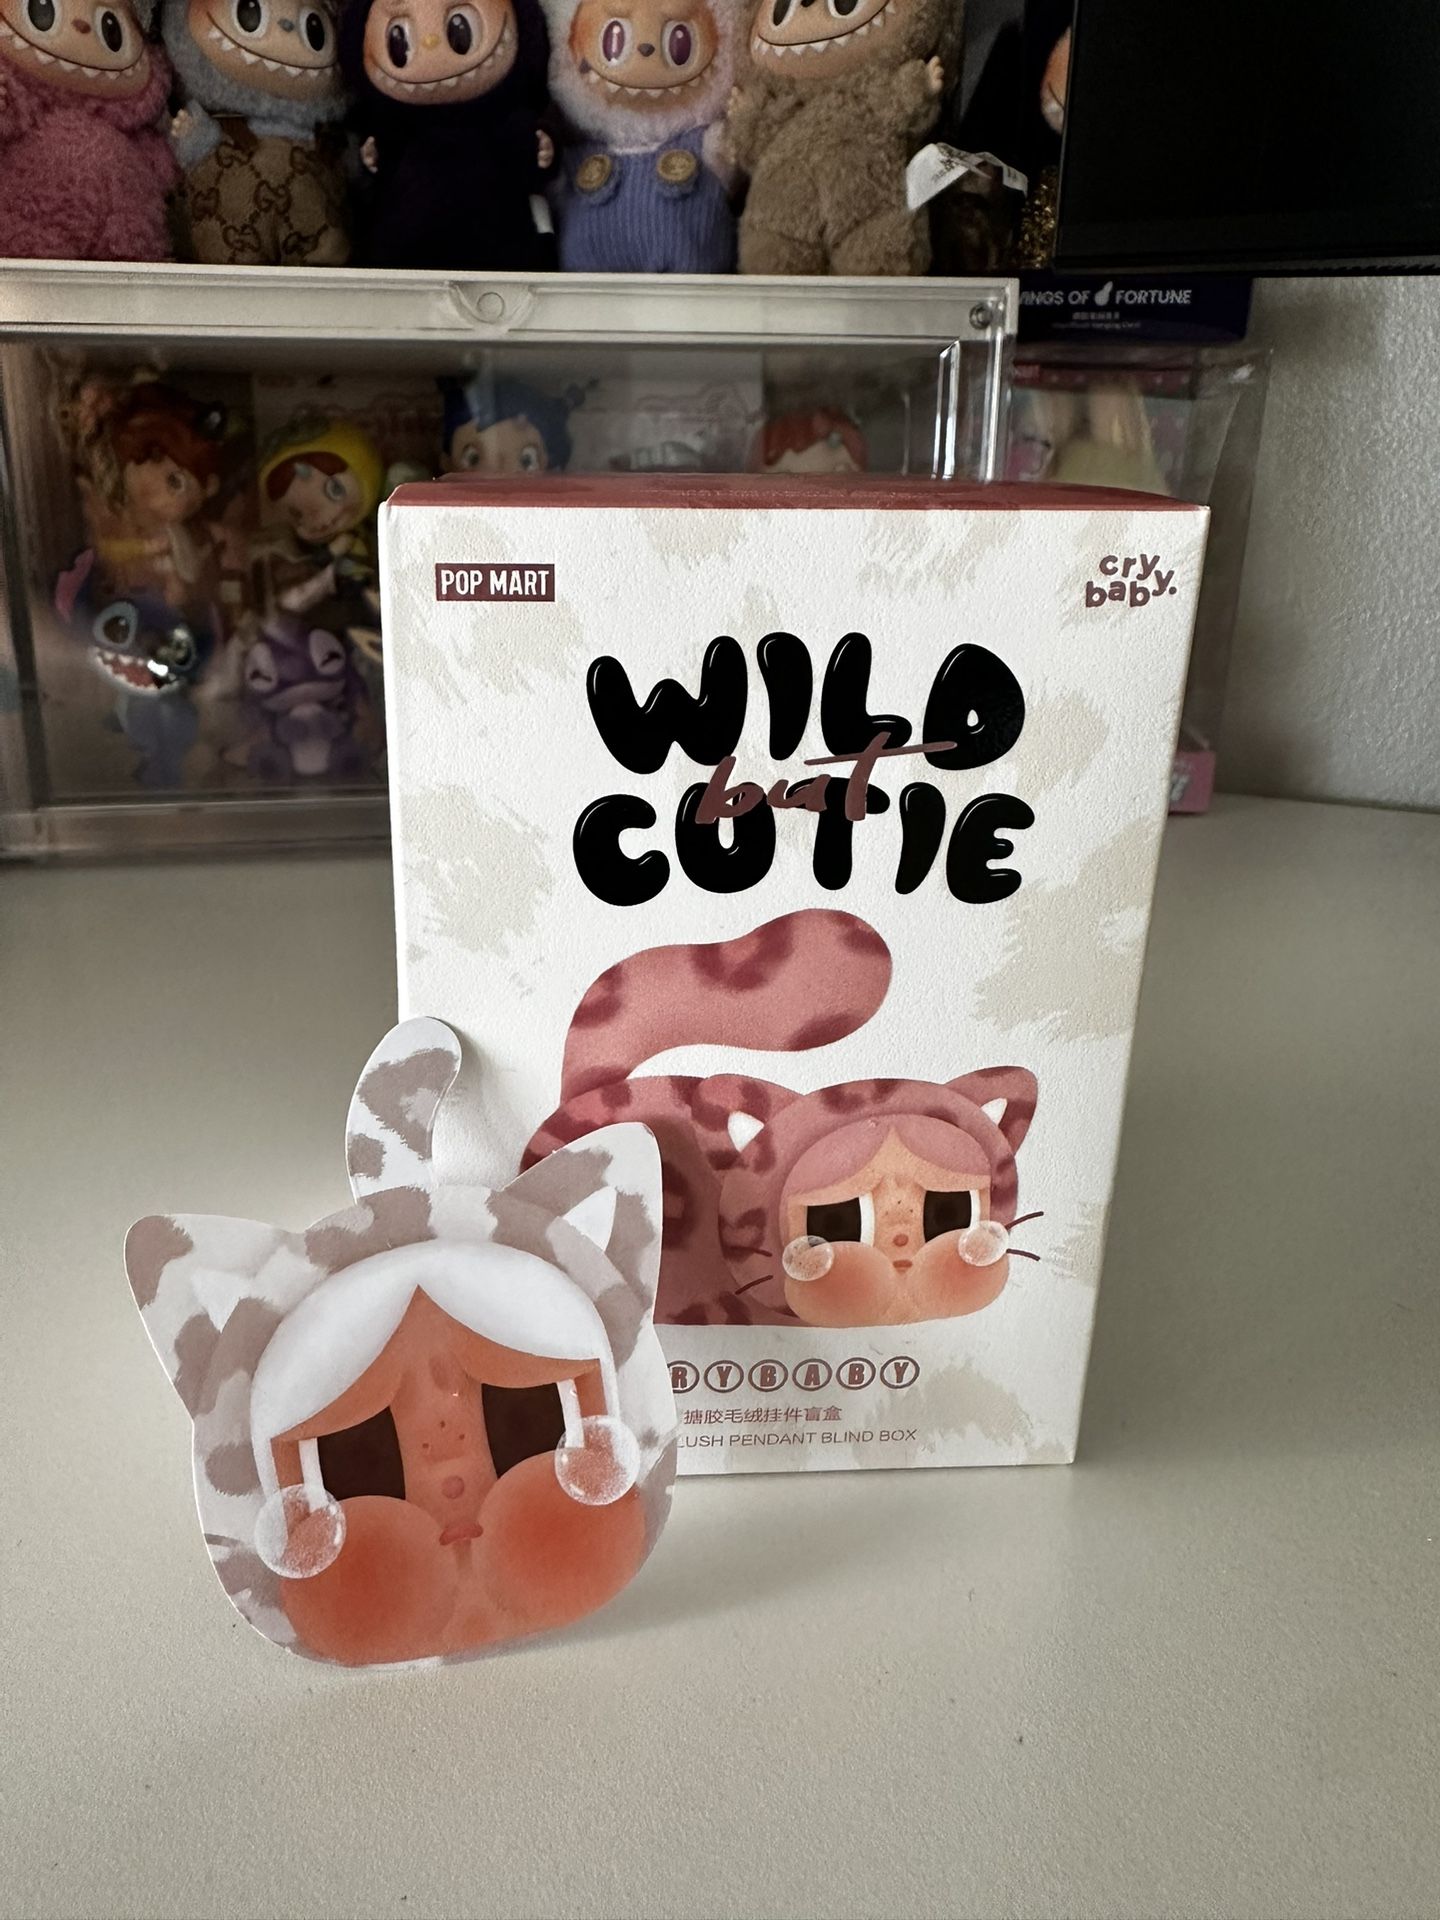 WINGS OF FORTUNE
POP MART
cry
baby.
WILD
but
CUTIE
RYBABY
搪胶毛绒挂件盲盒
LUSH PENDANT BLIND BOX